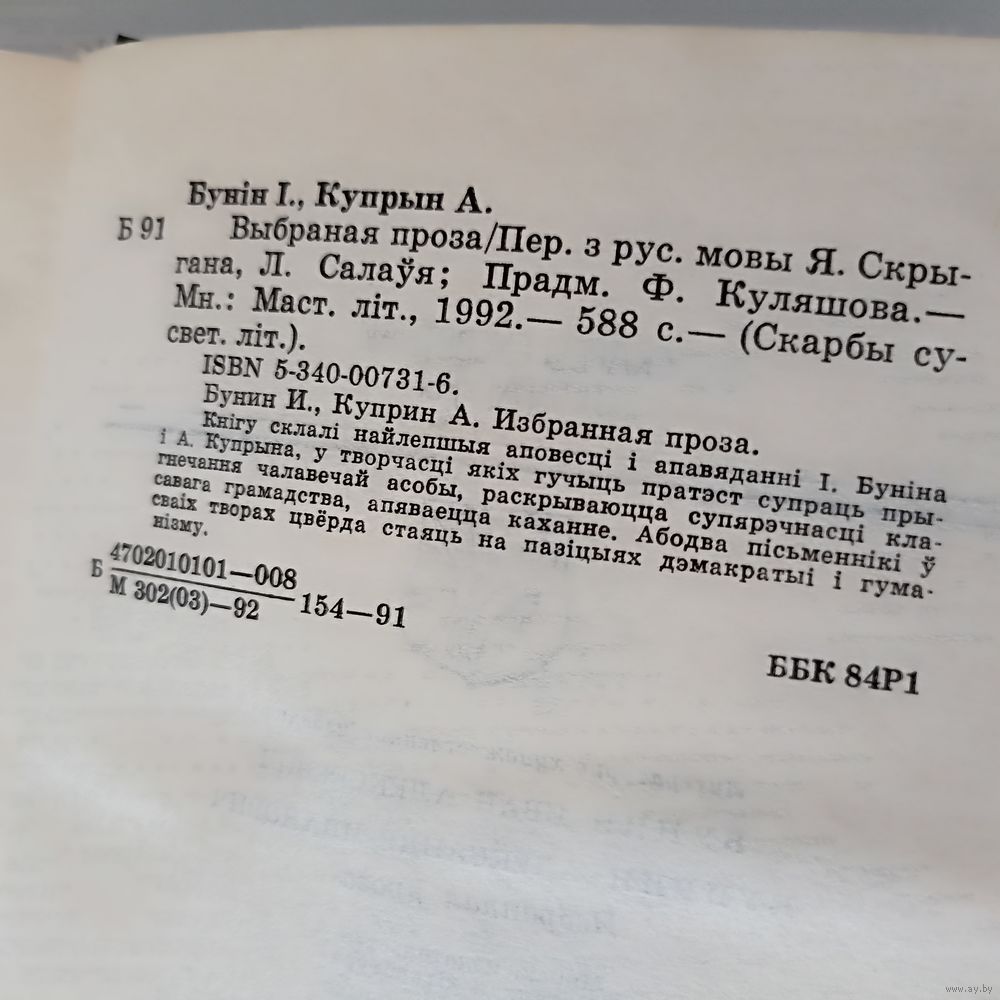 Бунін І., Купрын А.
Б 91 Выбраная проза/Пер. з рус. мовы Я. Скры-
гана, Л. Салаўя; Прадм. Ф. Куляшова.—
Мн.: Маст. літ., 1992.— 588 с.— (Скарбы су-
свет. літ.).
ISBN 5-340-00731-6.
Бунин И., Куприн А. Избранная проза.
Кнігу склалі найлепшыя аповесці і апавяданні І. Буніна
і А. Купрына, у творчасці якіх гучыць пратэст супраць пры-
гнечання чалавечай асобы, раскрываюцца супярэчнасці кла-
савага грамадства, апяваецца каханне. Абодва пісьменнікі ў
сваіх творах цвёрда стаяць на пазіцыях дэмакратыі і гума-
нізму.
Б 4702010101—008
М 302(03)—92 154—91
ББК 84Р1
www.ay.by